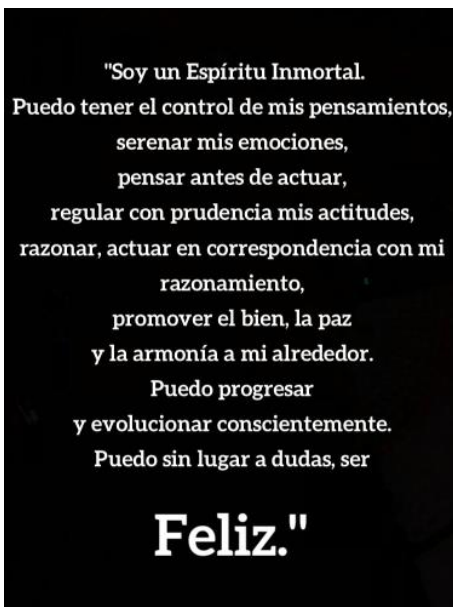 "Soy un Espíritu Inmortal.
Puedo tener el control de mis pensamientos,
serenar mis emociones,
pensar antes de actuar,
regular con prudencia mis actitudes,
razonar, actuar en correspondencia con mi
razonamiento,
promover el bien, la paz
y la armonía a mi alrededor.
Puedo progresar
y evolucionar conscientemente.
Puedo sin lugar a dudas, ser
Feliz."